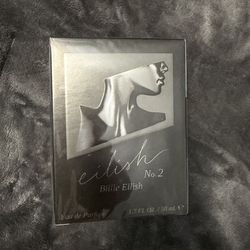 eilish
No.2
Billie Eilish
Eau de Parfum
1.7 FL. OZ. / 50 mL ℮